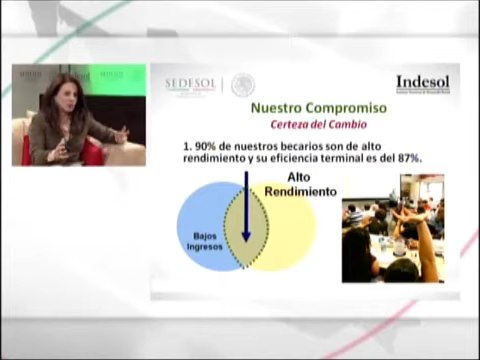 SEDESOL
Indesol
Nuestro Compromiso
Certeza del Cambio
1. 90% de nuestros becarios son de alto
rendimiento y su eficiencia terminal es del 87%.
Alto
Rendimiento
Bajos
Ingresos